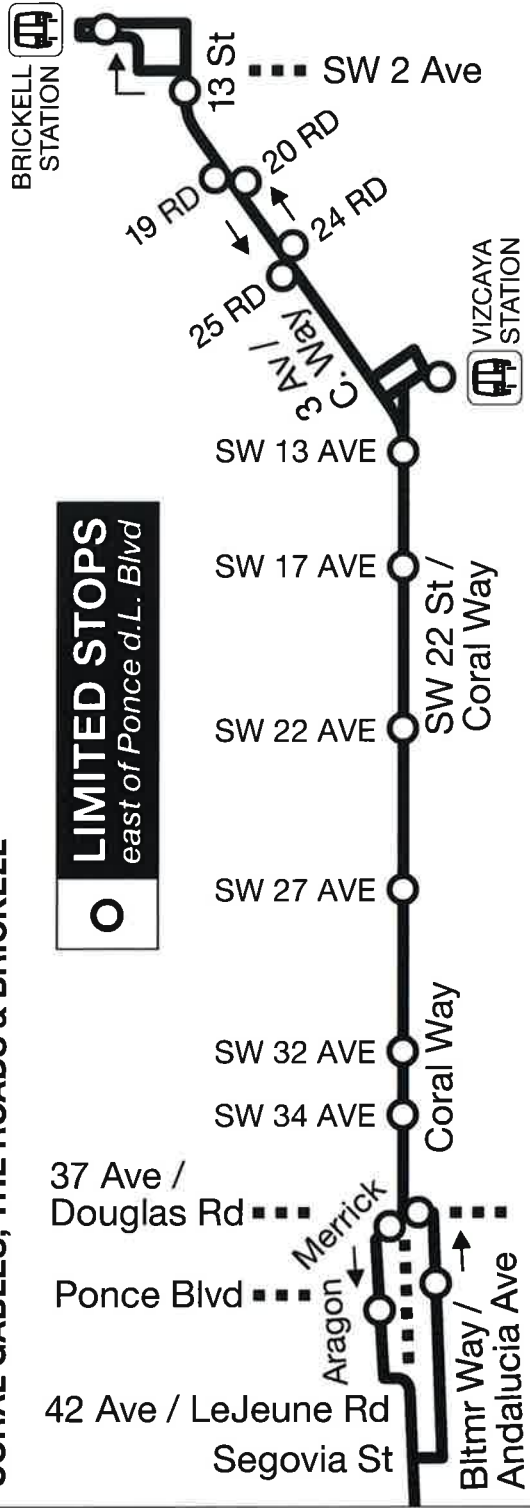 BRICKELL
STATION
13 St
SW 2 Ave
19 RD
20 RD
24 RD
25 RD
3 AV /
C. Way
VIZCAYA
STATION
SW 13 AVE
SW 17 AVE
SW 22 St /
Coral Way
SW 22 AVE
SW 27 AVE
SW 32 AVE
Coral Way
SW 34 AVE
37 Ave /
Douglas Rd
Merrick
Ponce Blvd
Aragon
42 Ave / LeJeune Rd
Segovia St
Bltmr Way /
Andalucia Ave
LIMITED STOPS
east of Ponce d.L. Blvd